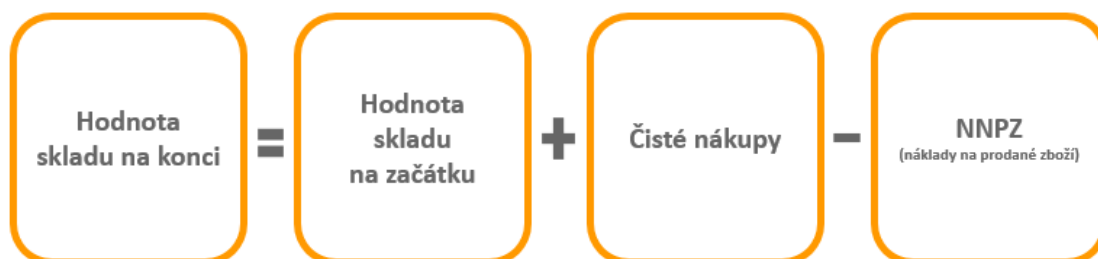 Hodnota
skladu na konci
=
Hodnota
skladu
na začátku
+
Čisté nákupy
−
NNPZ
(náklady na prodané zboží)